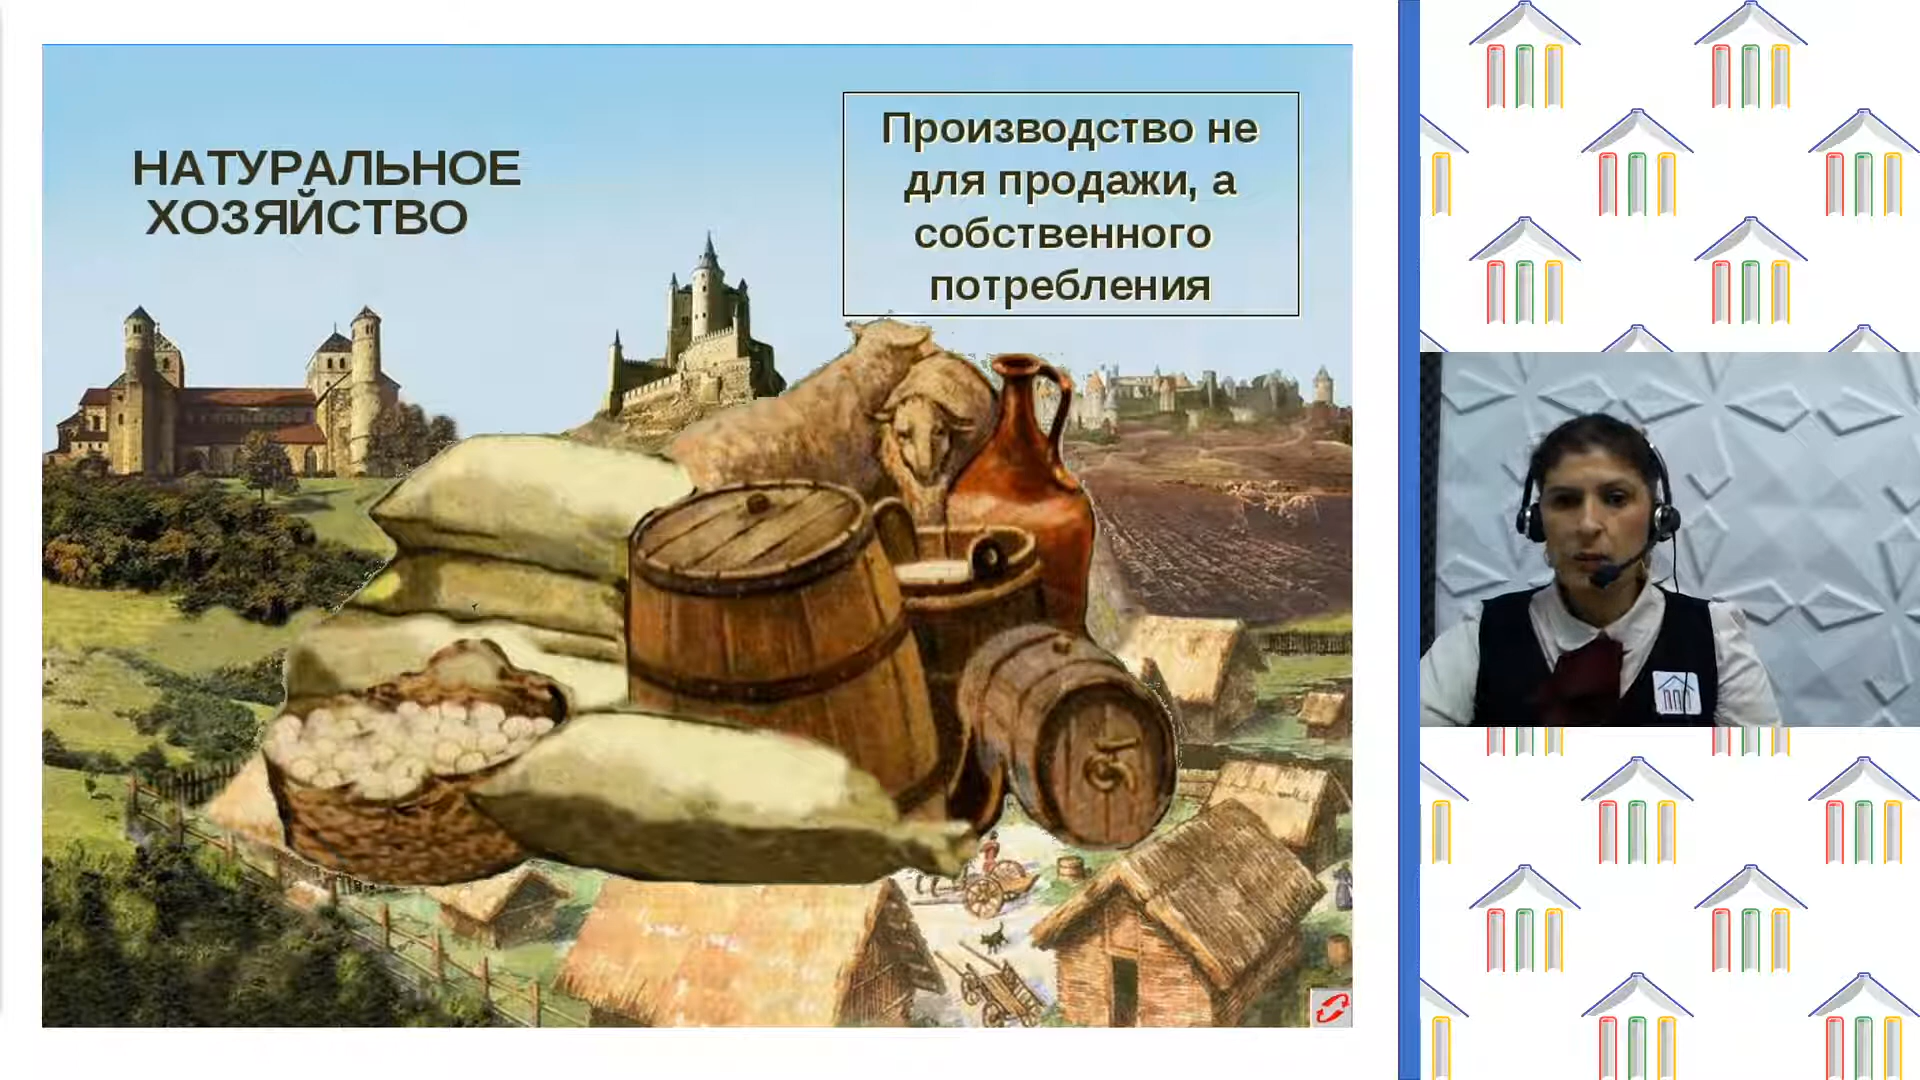 НАТУРАЛЬНОЕ
ХОЗЯЙСТВО
Производство не
для продажи, а
собственного
потребления